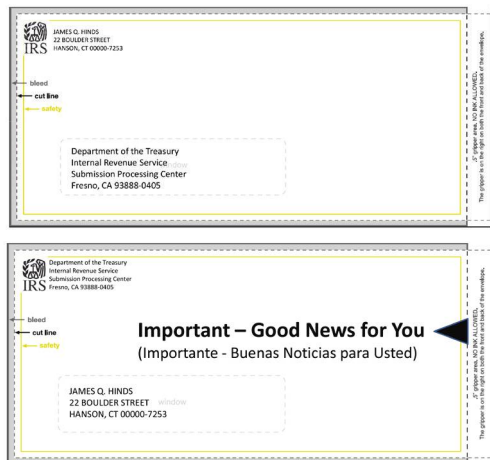 JAMES Q. HINDS
22 BOULDER STREET
IRS HANSON, CT 00000-7253
bleed
cut line
safety
Department of the Treasury
Internal Revenue Service
window
Submission Processing Center
Fresno, CA 93888-0405
.5" gripper area, NO INK ALLOWED,
The gripper is on the right on both the front and back of the envelope,
Department of the Treasury
Internal Revenue Service
Submission Processing Center
IRS Fresno, CA 93888-0405
bleed
cut line
safety
Important – Good News for You
(Importante - Buenas Noticias para Usted)
JAMES Q. HINDS
22 BOULDER STREET window
HANSON, CT 00000-7253
.5" gripper area, NO INK ALLOWED,
The gripper is on the right on both the front and back of the envelope,